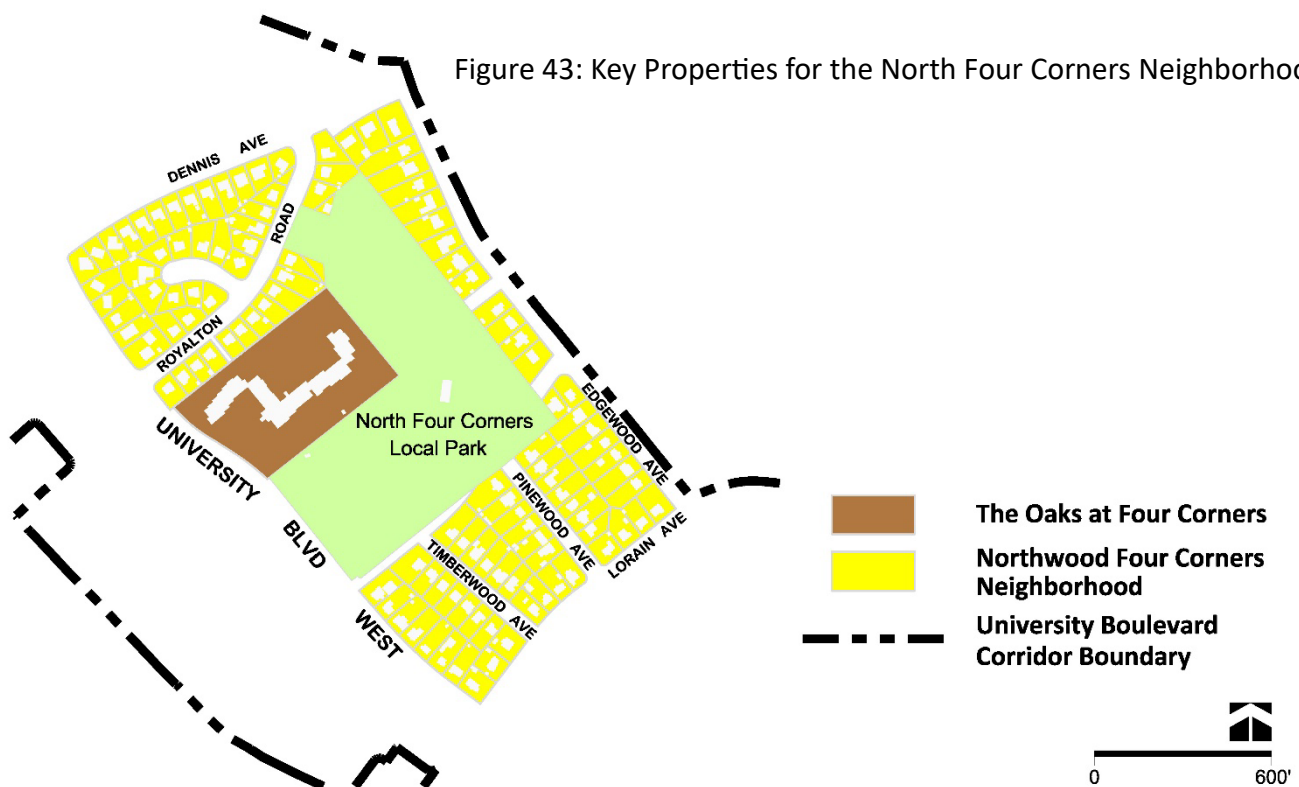 Figure 43: Key Properties for the North Four Corners Neighborhoo
DENNIS AVE
ROAD
ROYALTON
UNIVERSITY
BLVD
WEST
North Four Corners
Local Park
EDGEWOOD AVE
PINEWOOD AVE
LORAIN AVE
TIMBERWOOD AVE
The Oaks at Four Corners
Northwood Four Corners
Neighborhood
University Boulevard
Corridor Boundary
0
600'